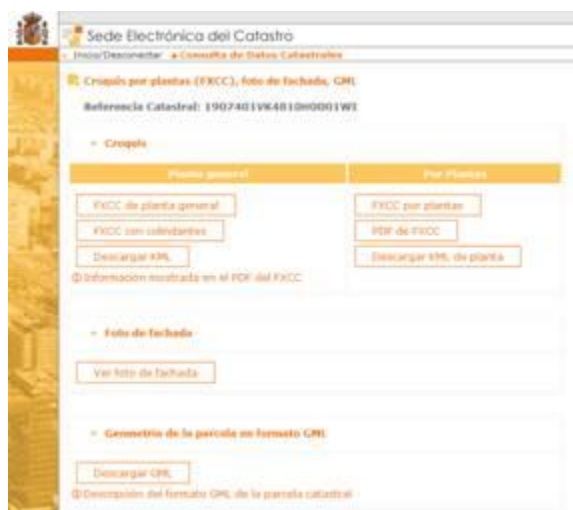 Sede Electrónica del Catastro
Inicio/Desconectar Consulta de Datos Catastrales
Croquis por plantas (FXCC), foto de fachada, GML
Referencia Catastral: 1907401VK4810H0001WI
Croquis
Planta general Por Plantas
FXCC de planta general FXCC por plantas
FXCC con colindantes PDF de FXCC
Descargar KML Descargar KML de planta
Información mostrada en el PDF del FXCC
Foto de fachada
Ver foto de fachada
Geometría de la parcela en formato GML
Descargar GML
Descripción del formato GML de la parcela catastral